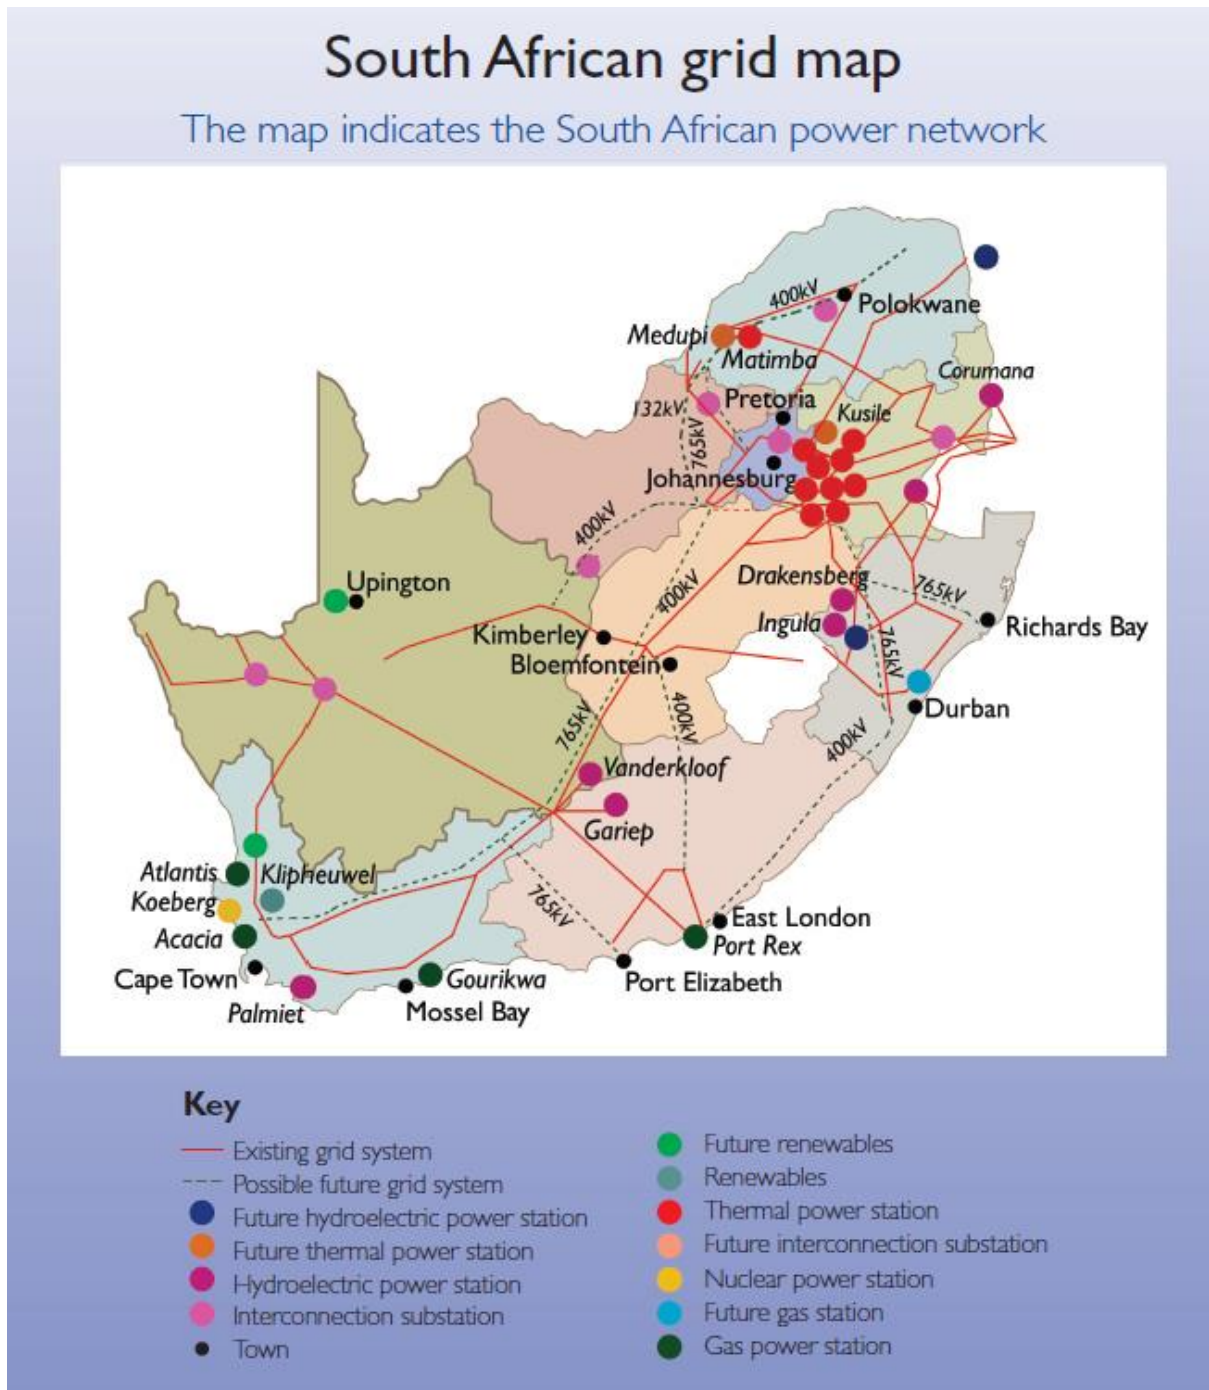 South African grid map
The map indicates the South African power network
400kV
Polokwane
Medupi
Matimba
Corumana
132kV
Pretoria
Kusile
765kV
Johannesburg
400kV
Drakensberg
765kV
Upington
400kV
Ingula
Richards Bay
Kimberley
765kV
Bloemfontein
765kV
400kV
Durban
400kV
Vanderkloof
Gariep
Atlantis
Klipheuwel
Koeberg
765kV
East London
Acacia
Port Rex
Cape Town
Gourikwa
Port Elizabeth
Palmiet
Mossel Bay
Key
Existing grid system
Possible future grid system
Future hydroelectric power station
Future thermal power station
Hydroelectric power station
Interconnection substation
Town
Future renewables
Renewables
Thermal power station
Future interconnection substation
Nuclear power station
Future gas station
Gas power station